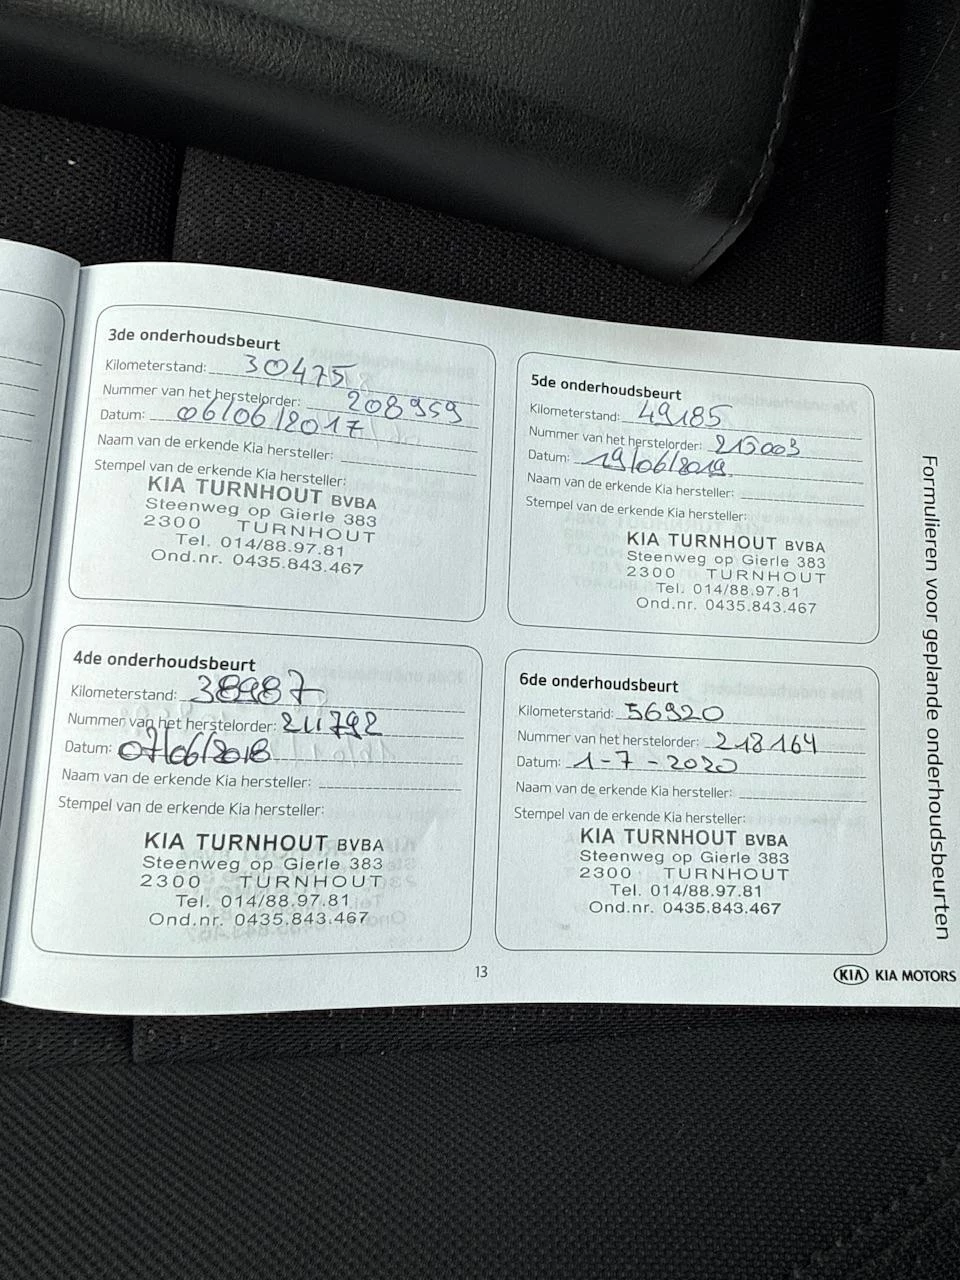 3de onderhoudsbeurt
Kilometerstand: 30475
Nummer van het herstelorder: 208959
Datum: 06/06/2017
Naam van de erkende Kia hersteller:
Stempel van de erkende Kia hersteller:
KIA TURNHOUT BVBA
Steenweg op Gierle 383
2300 TURNHOUT
Tel. 014/88.97.81
Ond.nr. 0435.843.467
4de onderhoudsbeurt
Kilometerstand: 38987
Nummer van het herstelorder: 211792
Datum: 07/06/2018
Naam van de erkende Kia hersteller:
Stempel van de erkende Kia hersteller:
KIA TURNHOUT BVBA
Steenweg op Gierle 383
2300 TURNHOUT
Tel. 014/88.97.81
Ond.nr. 0435.843.467
5de onderhoudsbeurt
Kilometerstand: 49185
Nummer van het herstelorder: 215003
Datum: 19/06/2019
Naam van de erkende Kia hersteller:
Stempel van de erkende Kia hersteller:
KIA TURNHOUT BVBA
Steenweg op Gierle 383
2300 TURNHOUT
Tel. 014/88.97.81
Ond.nr. 0435.843.467
6de onderhoudsbeurt
Kilometerstand: 56920
Nummer van het herstelorder: 218164
Datum: 1-7-2020
Naam van de erkende Kia hersteller:
Stempel van de erkende Kia hersteller:
KIA TURNHOUT BVBA
Steenweg op Gierle 383
2300 TURNHOUT
Tel. 014/88.97.81
Ond.nr. 0435.843.467
Formulieren voor geplande onderhoudsbeurten
13
KIA KIA MOTORS